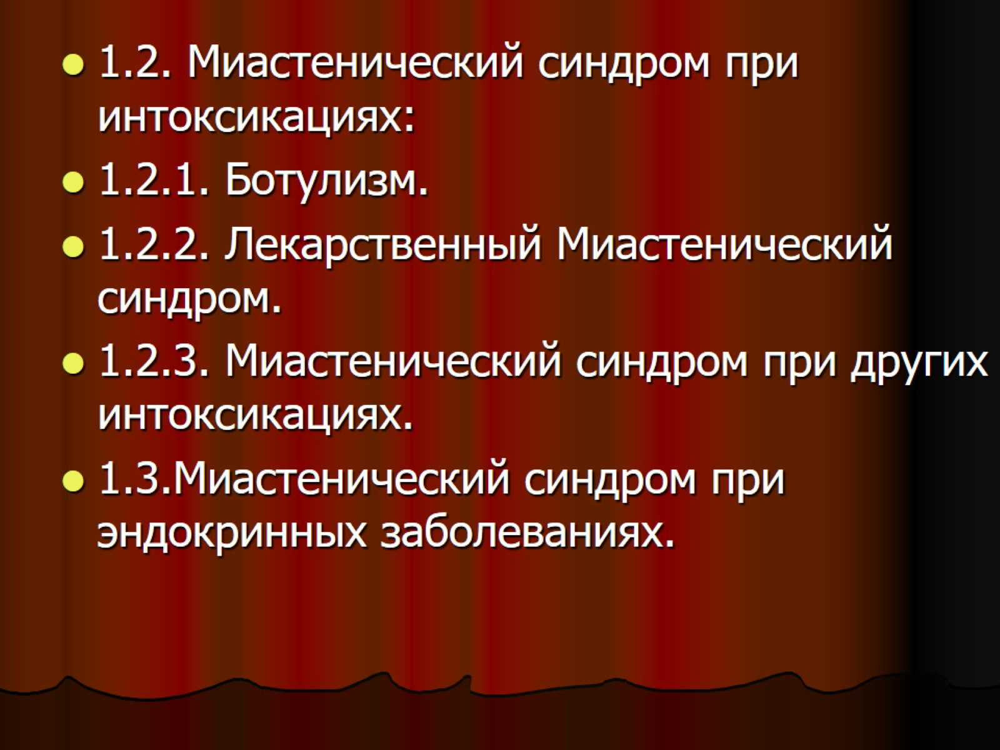 1.2. Миастенический синдром при
интоксикациях:
1.2.1. Ботулизм.
1.2.2. Лекарственный Миастенический
синдром.
1.2.3. Миастенический синдром при других
интоксикациях.
1.3.Миастенический синдром при
эндокринных заболеваниях.